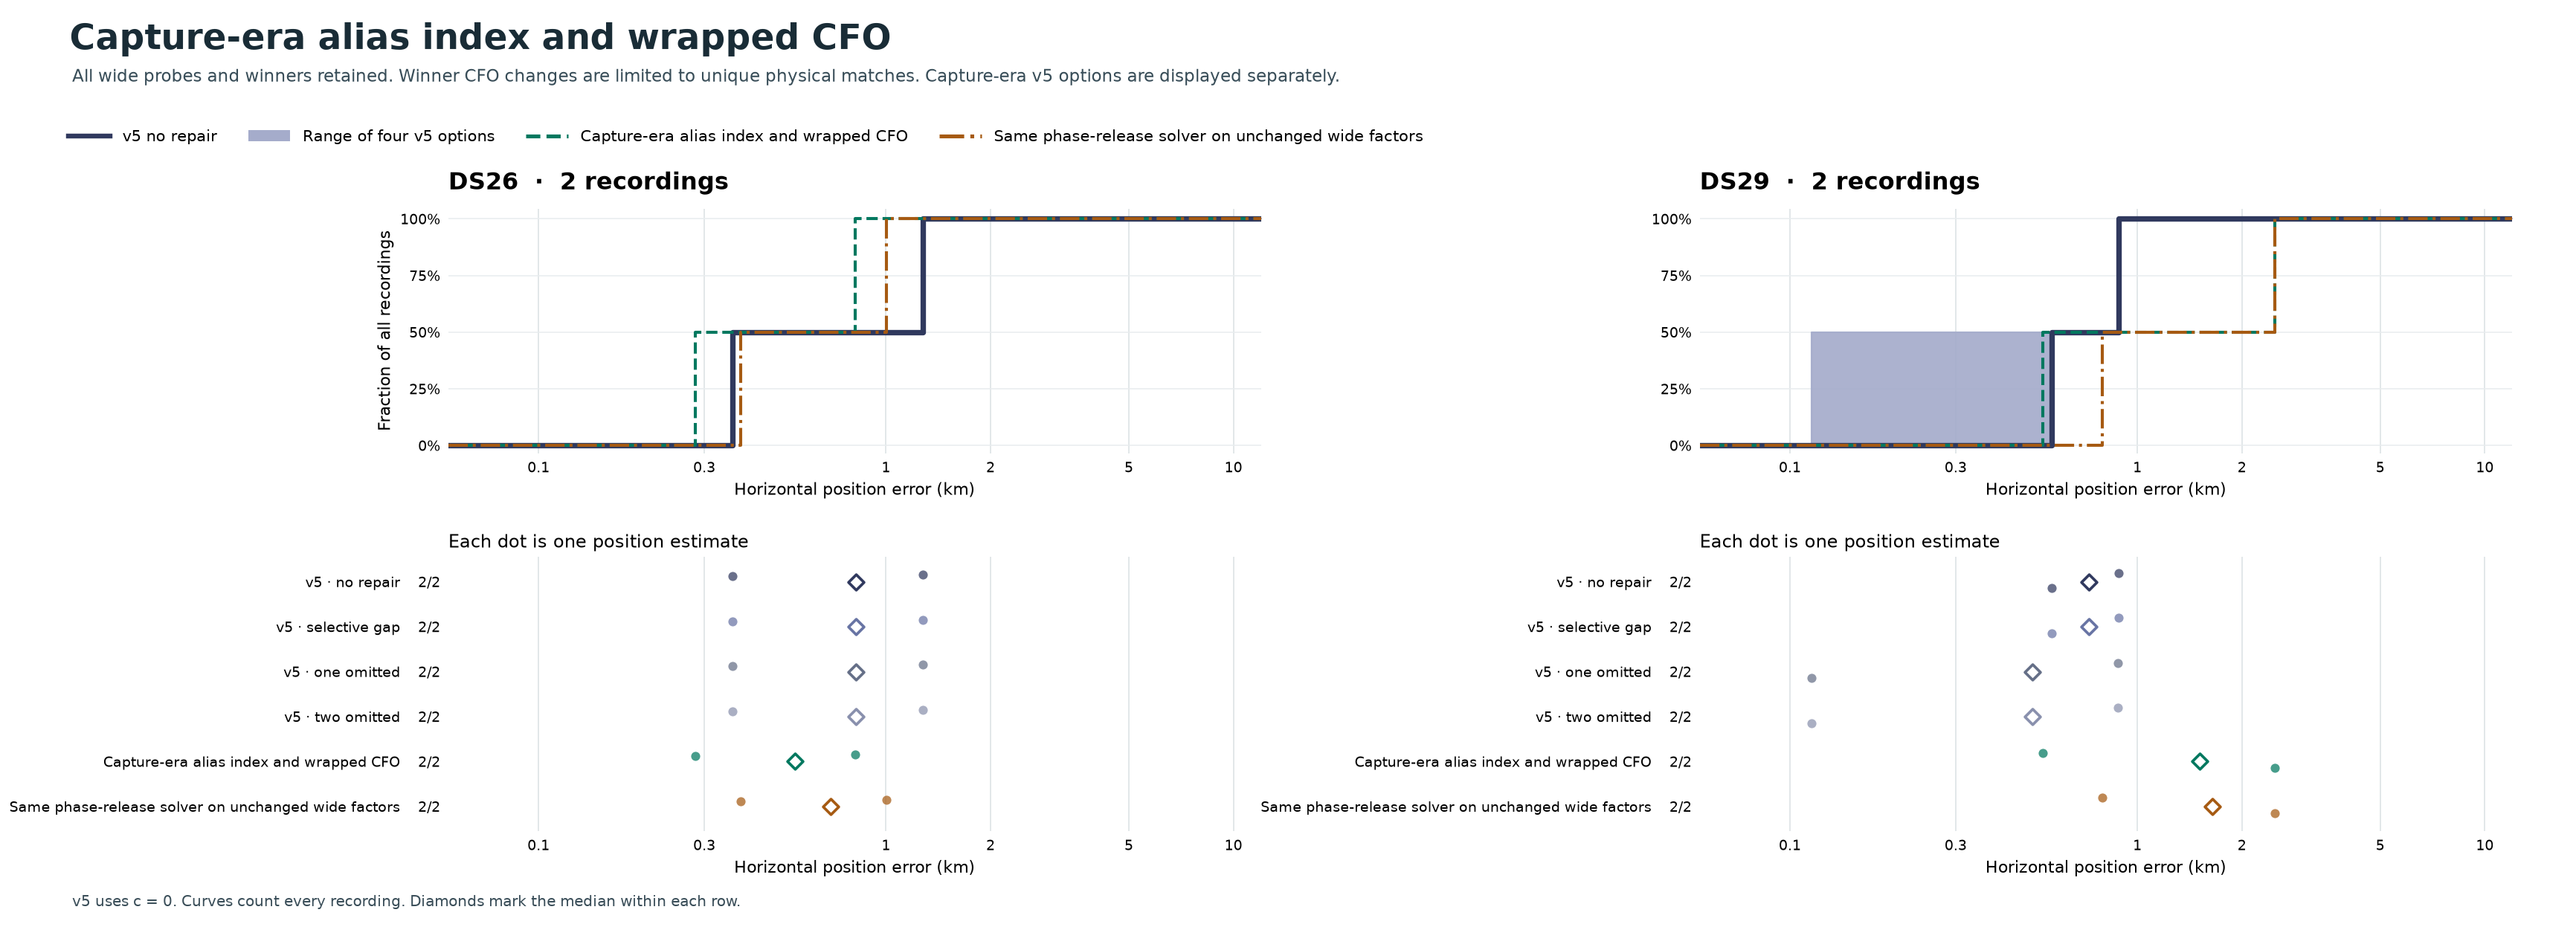 Capture-era alias index and wrapped CFO
All wide probes and winners retained. Winner CFO changes are limited to unique physical matches. Capture-era v5 options are displayed separately.
v5 no repair
Range of four v5 options
Capture-era alias index and wrapped CFO
Same phase-release solver on unchanged wide factors
DS26 · 2 recordings
100%
75%
50%
25%
0%
Fraction of all recordings
0.1 0.3 1 2 5 10
Horizontal position error (km)
DS29 · 2 recordings
100%
75%
50%
25%
0%
0.1 0.3 1 2 5 10
Horizontal position error (km)
Each dot is one position estimate
v5 · no repair 2/2
v5 · selective gap 2/2
v5 · one omitted 2/2
v5 · two omitted 2/2
Capture-era alias index and wrapped CFO 2/2
Same phase-release solver on unchanged wide factors 2/2
0.1 0.3 1 2 5 10
Horizontal position error (km)
Each dot is one position estimate
v5 · no repair 2/2
v5 · selective gap 2/2
v5 · one omitted 2/2
v5 · two omitted 2/2
Capture-era alias index and wrapped CFO 2/2
Same phase-release solver on unchanged wide factors 2/2
0.1 0.3 1 2 5 10
Horizontal position error (km)
v5 uses c = 0. Curves count every recording. Diamonds mark the median within each row.